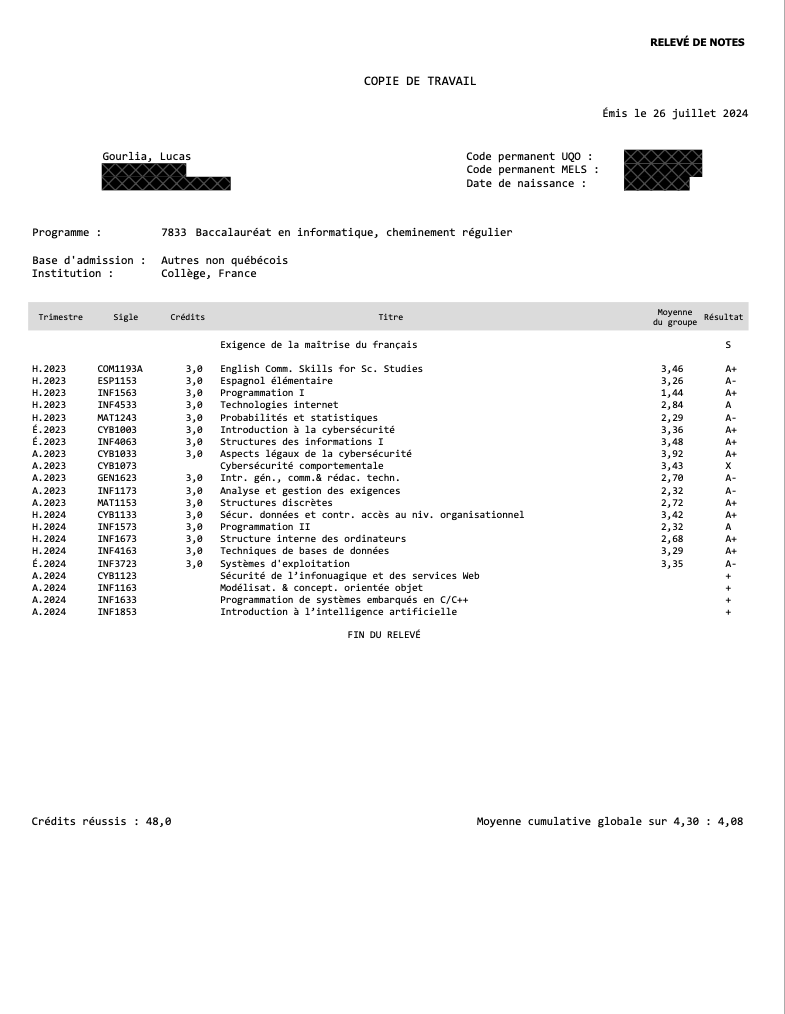 RELEVÉ DE NOTES
COPIE DE TRAVAIL
Émis le 26 juillet 2024
Gourlia, Lucas
Code permanent UQO :
Code permanent MELS :
Date de naissance :
Programme : 7833 Baccalauréat en informatique, cheminement régulier
Base d'admission : Autres non québécois
Institution : Collège, France
Trimestre Sigle Crédits Titre Moyenne du groupe Résultat
Exigence de la maîtrise du français S
H.2023 COM1193A 3,0 English Comm. Skills for Sc. Studies 3,46 A+
H.2023 ESP1153 3,0 Espagnol élémentaire 3,26 A-
H.2023 INF1563 3,0 Programmation I 1,44 A+
H.2023 INF4533 3,0 Technologies internet 2,84 A
H.2023 MAT1243 3,0 Probabilités et statistiques 2,29 A-
É.2023 CYB1003 3,0 Introduction à la cybersécurité 3,36 A+
É.2023 INF4063 3,0 Structures des informations I 3,48 A+
A.2023 CYB1033 3,0 Aspects légaux de la cybersécurité 3,92 A+
A.2023 CYB1073 Cybersécurité comportementale 3,43 X
A.2023 GEN1623 3,0 Intr. gén., comm.& rédac. techn. 2,70 A-
A.2023 INF1173 3,0 Analyse et gestion des exigences 2,32 A-
A.2023 MAT1153 3,0 Structures discrètes 2,72 A+
H.2024 CYB1133 3,0 Sécur. données et contr. accès au niv. organisationnel 3,42 A+
H.2024 INF1573 3,0 Programmation II 2,32 A
H.2024 INF1673 3,0 Structure interne des ordinateurs 2,68 A+
H.2024 INF4163 3,0 Techniques de bases de données 3,29 A+
É.2024 INF3723 3,0 Systèmes d'exploitation 3,35 A-
A.2024 CYB1123 Sécurité de l’infonuagique et des services Web +
A.2024 INF1163 Modélisat. & concept. orientée objet +
A.2024 INF1633 Programmation de systèmes embarqués en C/C++ +
A.2024 INF1853 Introduction à l’intelligence artificielle +
FIN DU RELEVÉ
Crédits réussis : 48,0
Moyenne cumulative globale sur 4,30 : 4,08